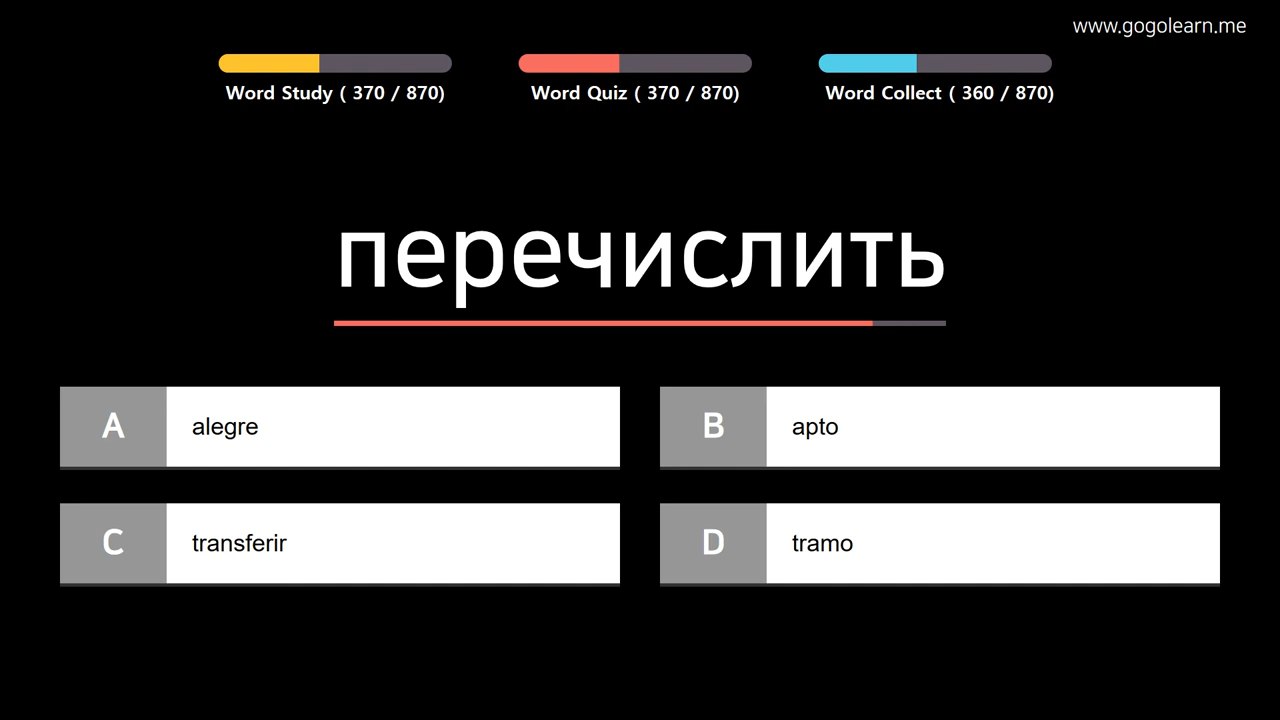 www.gogolearn.me
Word Study ( 370 / 870)
Word Quiz ( 370 / 870)
Word Collect ( 360 / 870)
перечислить
A alegre
B apto
C transferir
D tramo